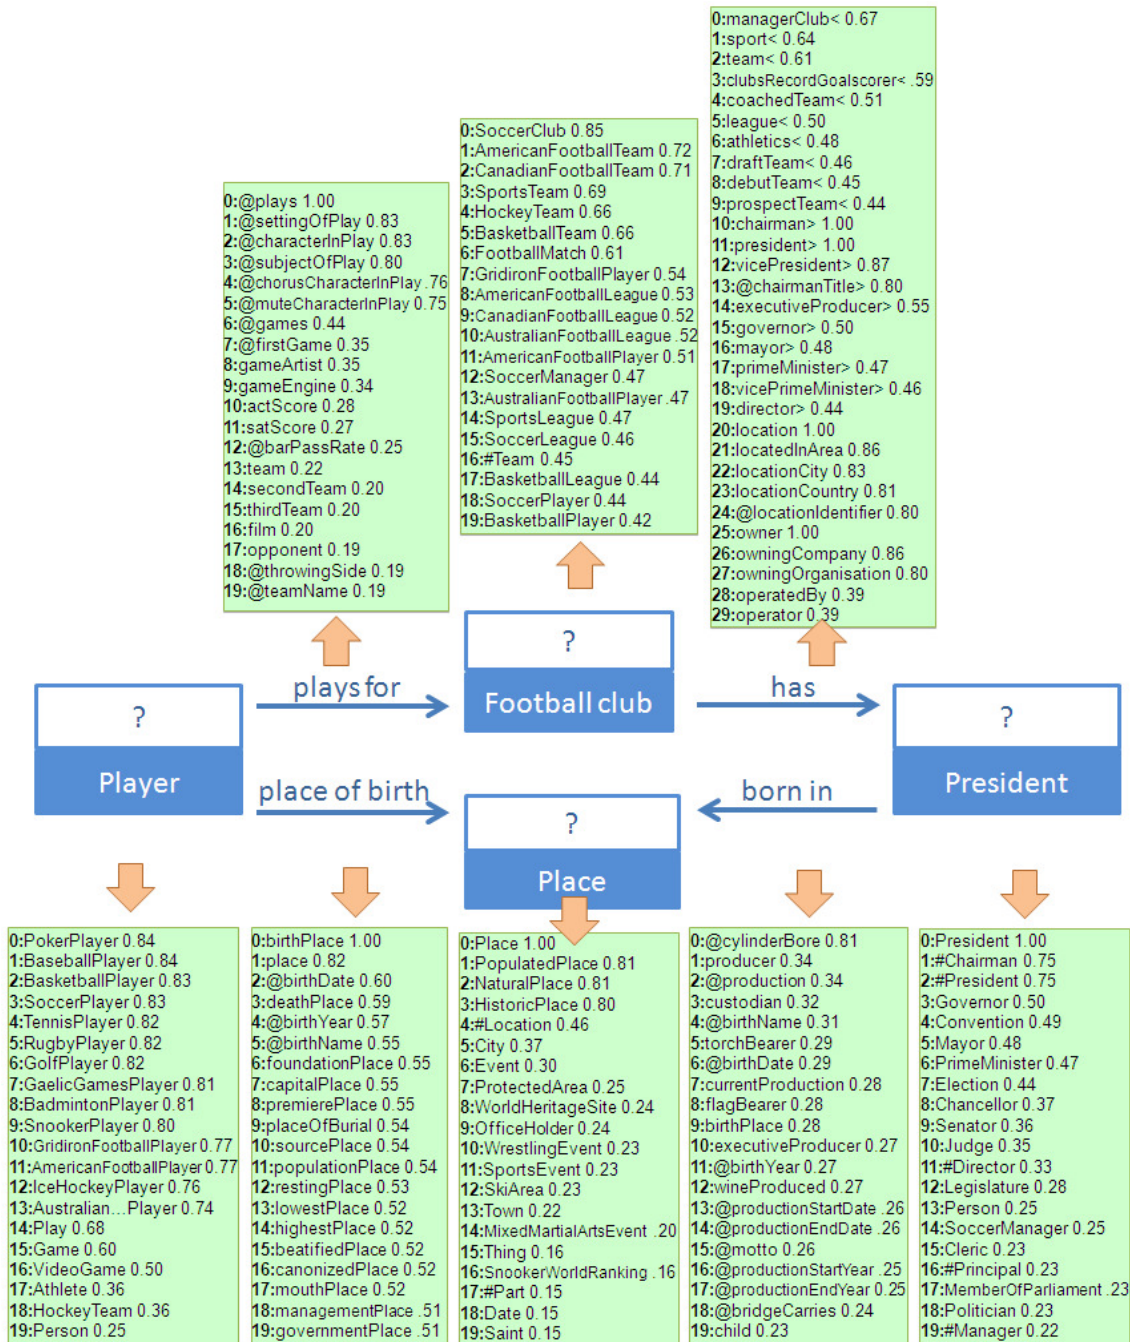 0:managerClub< 0.67
1:sport< 0.64
2:team< 0.61
3:clubsRecordGoalscorer< .59
4:coachedTeam< 0.51
5:league< 0.50
6:athletics< 0.48
7:draftTeam< 0.46
8:debutTeam< 0.45
9:prospectTeam< 0.44
10:chairman> 1.00
11:president> 1.00
12:vicePresident> 0.87
13:@chairmanTitle> 0.80
14:executiveProducer> 0.55
15:governor> 0.50
16:mayor> 0.48
17:primeMinister> 0.47
18:vicePrimeMinister> 0.46
19:director> 0.44
20:location 1.00
21:locatedInArea 0.86
22:locationCity 0.83
23:locationCountry 0.81
24:@locationIdentifier 0.80
25:owner 1.00
26:owningCompany 0.86
27:owningOrganisation 0.80
28:operatedBy 0.39
29:operator 0.39
0:SoccerClub 0.85
1:AmericanFootballTeam 0.72
2:CanadianFootballTeam 0.71
3:SportsTeam 0.69
4:HockeyTeam 0.66
5:BasketballTeam 0.66
6:FootballMatch 0.61
7:GridironFootballPlayer 0.54
8:AmericanFootballLeague 0.53
9:CanadianFootballLeague 0.52
10:AustralianFootballLeague .52
11:AmericanFootballPlayer 0.51
12:SoccerManager 0.47
13:AustralianFootballPlayer .47
14:SportsLeague 0.47
15:SoccerLeague 0.46
16:#Team 0.45
17:BasketballLeague 0.44
18:SoccerPlayer 0.44
19:BasketballPlayer 0.42
0:@plays 1.00
1:@settingOfPlay 0.83
2:@characterInPlay 0.83
3:@subjectOfPlay 0.80
4:@chorusCharacterInPlay .76
5:@muteCharacterInPlay 0.75
6:@games 0.44
7:@firstGame 0.35
8:gameArtist 0.35
9:gameEngine 0.34
10:actScore 0.28
11:satScore 0.27
12:@barPassRate 0.25
13:team 0.22
14:secondTeam 0.20
15:thirdTeam 0.20
16:film 0.20
17:opponent 0.19
18:@throwingSide 0.19
19:@teamName 0.19
?
Player
plays for
?
Football club
has
?
President
place of birth
?
Place
born in
0:PokerPlayer 0.84
1:BaseballPlayer 0.84
2:BasketballPlayer 0.83
3:SoccerPlayer 0.83
4:TennisPlayer 0.82
5:RugbyPlayer 0.82
6:GolfPlayer 0.82
7:GaelicGamesPlayer 0.81
8:BadmintonPlayer 0.81
9:SnookerPlayer 0.80
10:GridironFootballPlayer 0.77
11:AmericanFootballPlayer 0.77
12:IceHockeyPlayer 0.76
13:Australian...Player 0.74
14:Play 0.68
15:Game 0.60
16:VideoGame 0.50
17:Athlete 0.36
18:HockeyTeam 0.36
19:Person 0.25
0:birthPlace 1.00
1:place 0.82
2:@birthDate 0.60
3:deathPlace 0.59
4:@birthYear 0.57
5:@birthName 0.55
6:foundationPlace 0.55
7:capitalPlace 0.55
8:premierePlace 0.55
9:placeOfBurial 0.54
10:sourcePlace 0.54
11:populationPlace 0.54
12:restingPlace 0.53
13:lowestPlace 0.52
14:highestPlace 0.52
15:beatifiedPlace 0.52
16:canonizedPlace 0.52
17:mouthPlace 0.52
18:managementPlace .51
19:governmentPlace .51
0:Place 1.00
1:PopulatedPlace 0.81
2:NaturalPlace 0.81
3:HistoricPlace 0.80
4:#Location 0.46
5:City 0.37
6:Event 0.30
7:ProtectedArea 0.25
8:WorldHeritageSite 0.24
9:OfficeHolder 0.24
10:WrestlingEvent 0.23
11:SportsEvent 0.23
12:SkiArea 0.23
13:Town 0.22
14:MixedMartialArtsEvent .20
15:Thing 0.16
16:SnookerWorldRanking .16
17:#Part 0.15
18:Date 0.15
19:Saint 0.15
0:@cylinderBore 0.81
1:producer 0.34
2:@production 0.34
3:custodian 0.32
4:@birthName 0.31
5:torchBearer 0.29
6:@birthDate 0.29
7:currentProduction 0.28
8:flagBearer 0.28
9:birthPlace 0.28
10:executiveProducer 0.27
11:@birthYear 0.27
12:wineProduced 0.27
13:@productionStartDate .26
14:@productionEndDate .26
15:@motto 0.26
16:@productionStartYear .25
17:@productionEndYear 0.25
18:@bridgeCarries 0.24
19:child 0.23
0:President 1.00
1:#Chairman 0.75
2:#President 0.75
3:Governor 0.50
4:Convention 0.49
5:Mayor 0.48
6:PrimeMinister 0.47
7:Election 0.44
8:Chancellor 0.37
9:Senator 0.36
10:Judge 0.35
11:#Director 0.33
12:Legislature 0.28
13:Person 0.25
14:SoccerManager 0.25
15:Cleric 0.23
16:#Principal 0.23
17:MemberOfParliament .23
18:Politician 0.23
19:#Manager 0.22